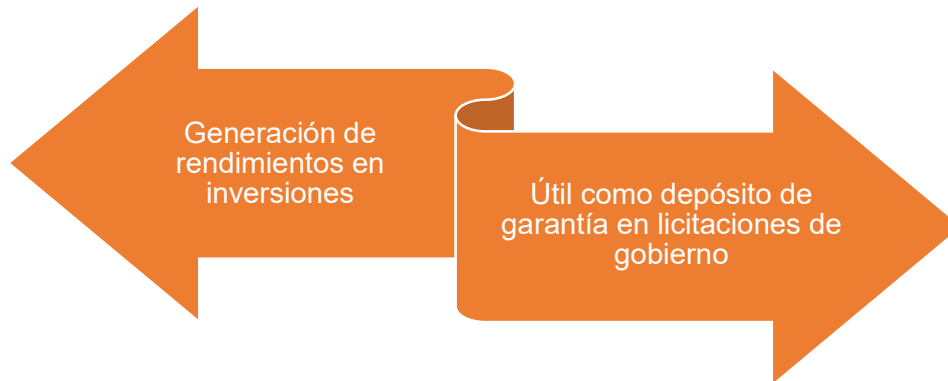 Generación de
rendimientos en
inversiones
Útil como depósito de
garantía en licitaciones de
gobierno